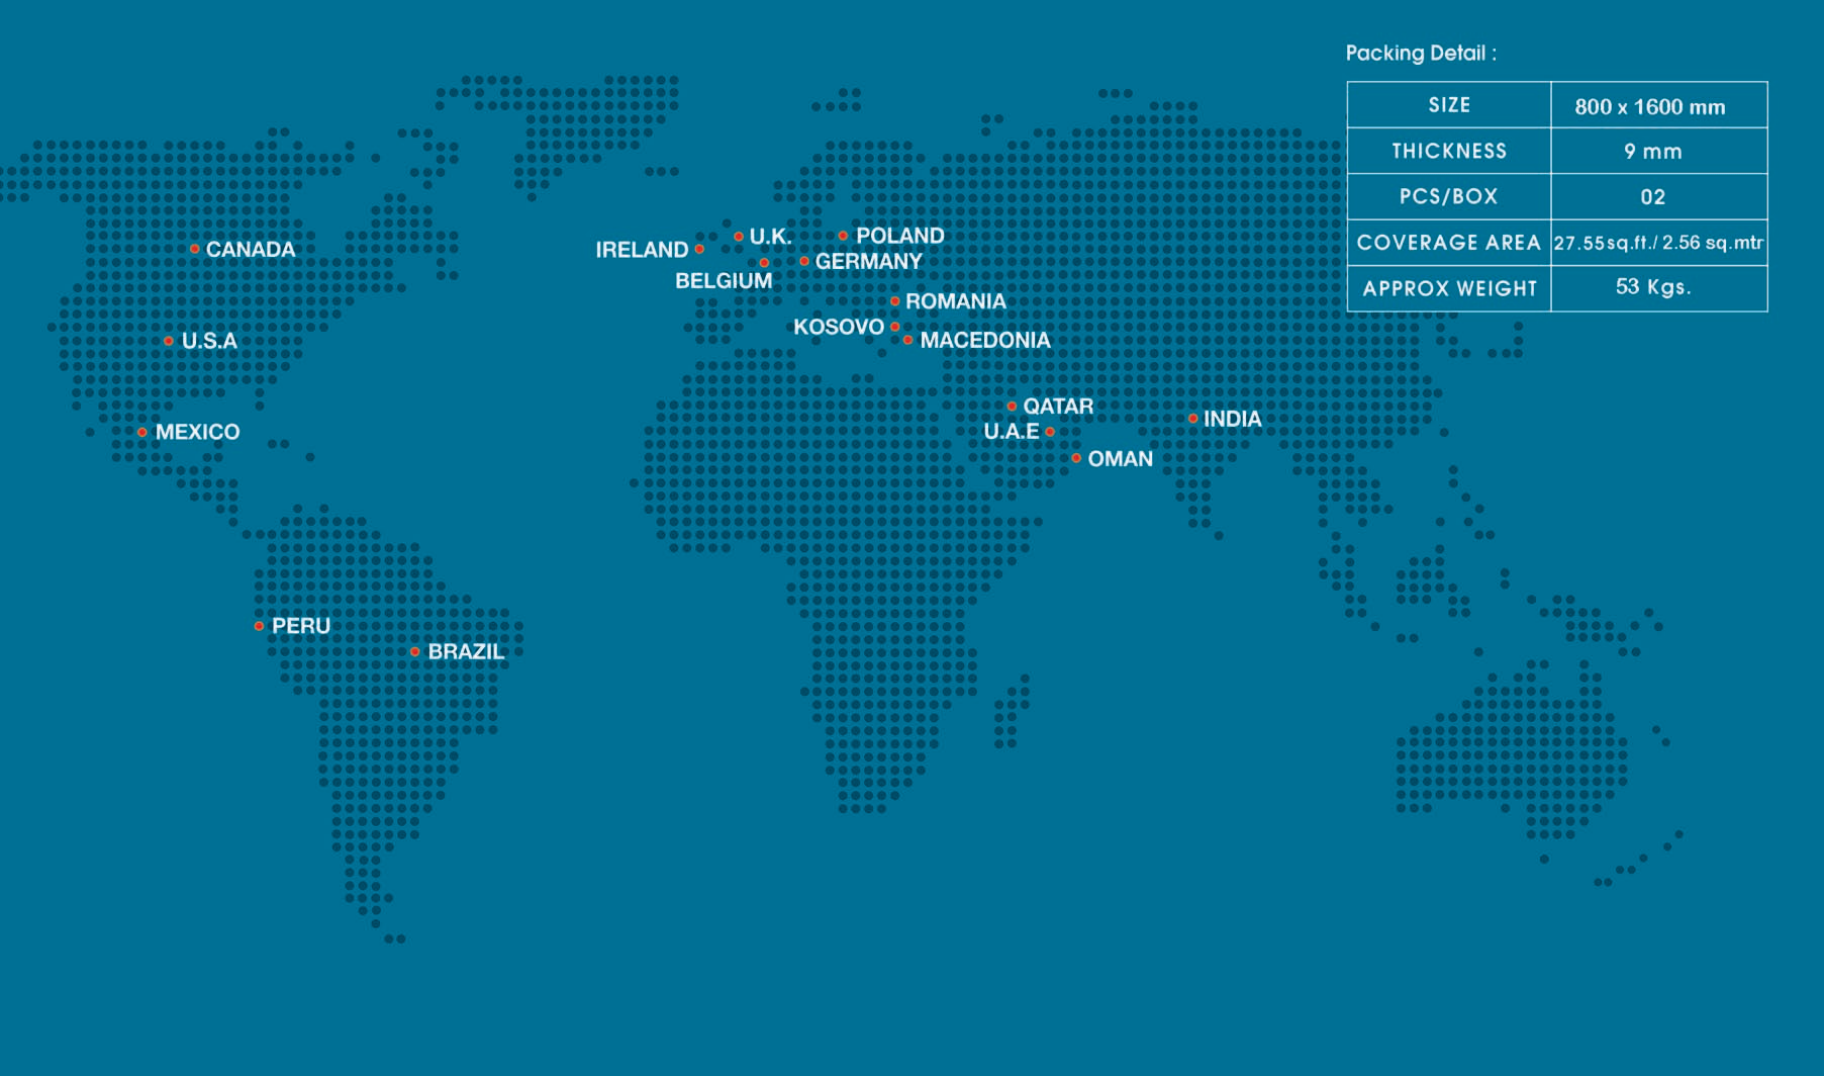 Packing Detail :
SIZE 800 x 1600 mm
THICKNESS 9 mm
PCS/BOX 02
COVERAGE AREA 27.55sq.ft./ 2.56 sq.mtr
APPROX WEIGHT 53 Kgs.
CANADA
U.S.A
MEXICO
PERU
BRAZIL
IRELAND
U.K.
POLAND
BELGIUM
GERMANY
ROMANIA
KOSOVO
MACEDONIA
QATAR
U.A.E
OMAN
INDIA